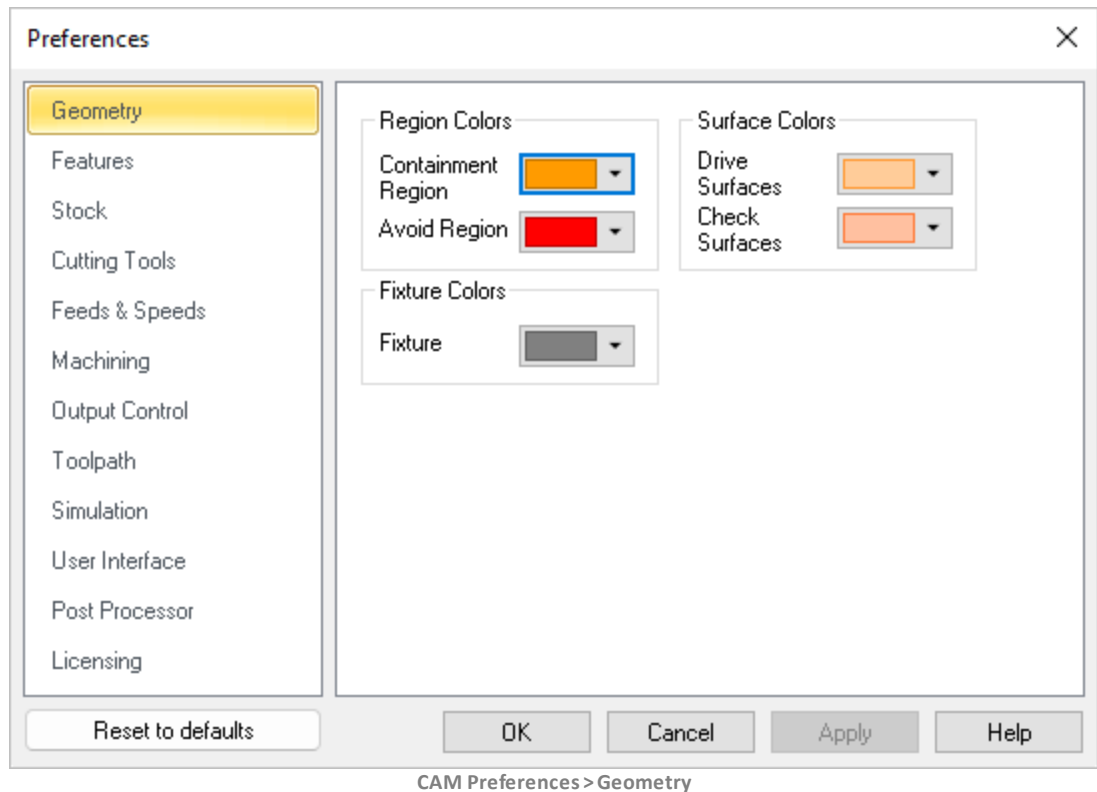 Preferences
Geometry
Features
Stock
Cutting Tools
Feeds & Speeds
Machining
Output Control
Toolpath
Simulation
User Interface
Post Processor
Licensing
Region Colors
Containment
Region
Avoid Region
Surface Colors
Drive
Surfaces
Check
Surfaces
Fixture Colors
Fixture
Reset to defaults
OK
Cancel
Apply
Help
CAM Preferences > Geometry